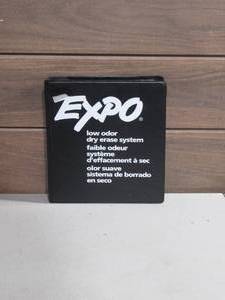 EXPO®
low odor
dry erase system
faible odeur
système
d'effacement à sec
olor suave
sistema de borrado
en seco